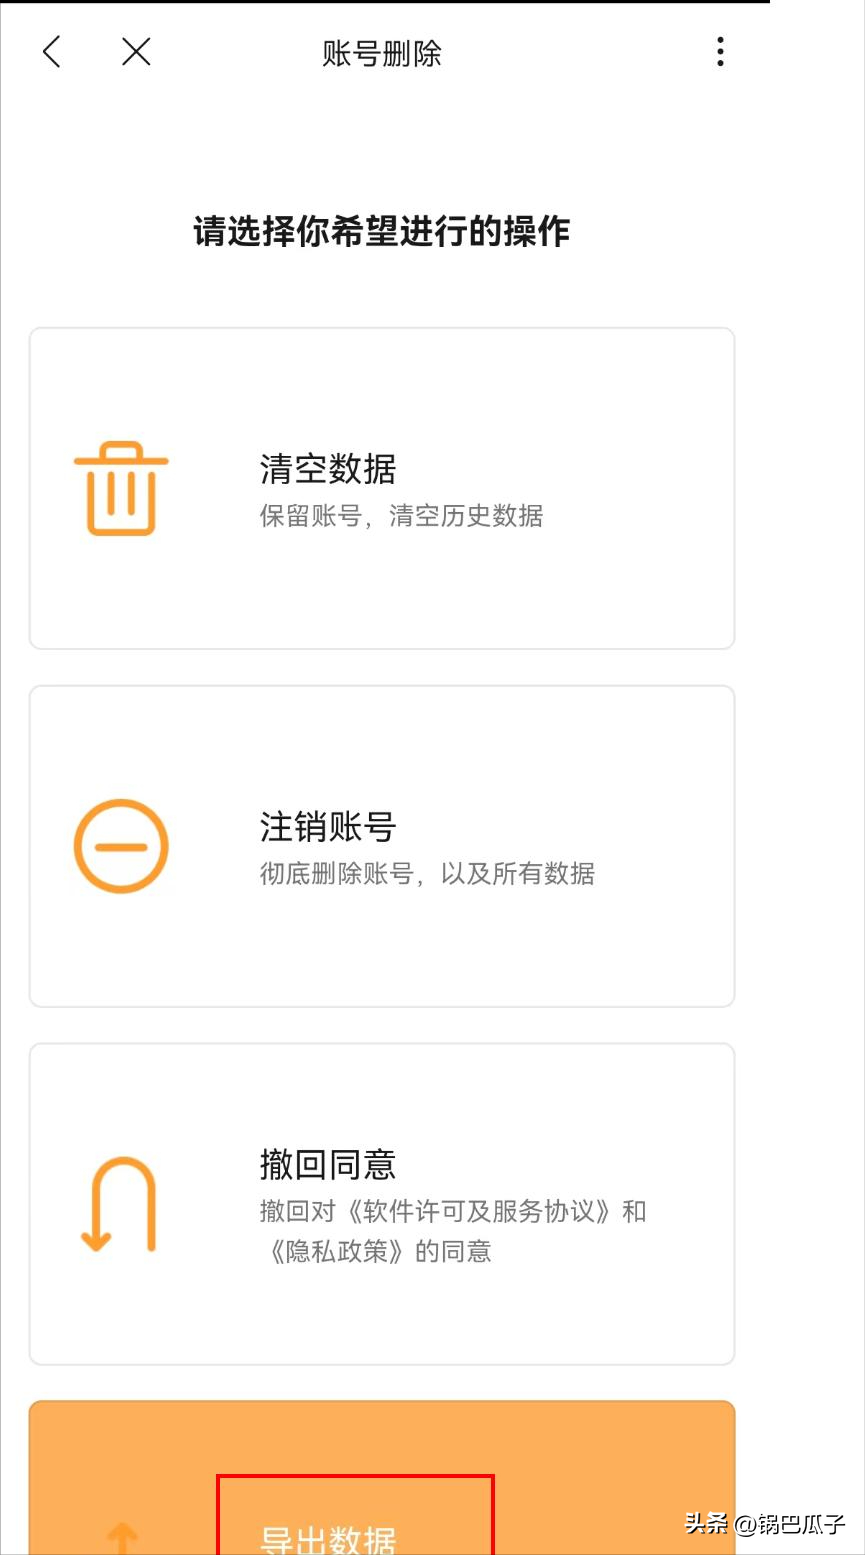 账号删除
请选择你希望进行的操作
清空数据
保留账号，清空历史数据
注销账号
彻底删除账号，以及所有数据
撤回同意
撤回对《软件许可及服务协议》和
《隐私政策》的同意
导出数据
头条 @锅巴瓜子